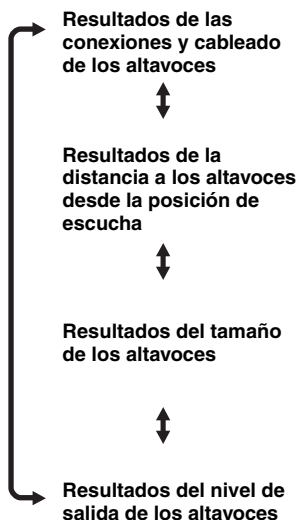 Resultados de las
conexiones y cableado
de los altavoces
Resultados de la
distancia a los altavoces
desde la posición de
escucha
Resultados del tamaño
de los altavoces
Resultados del nivel de
salida de los altavoces